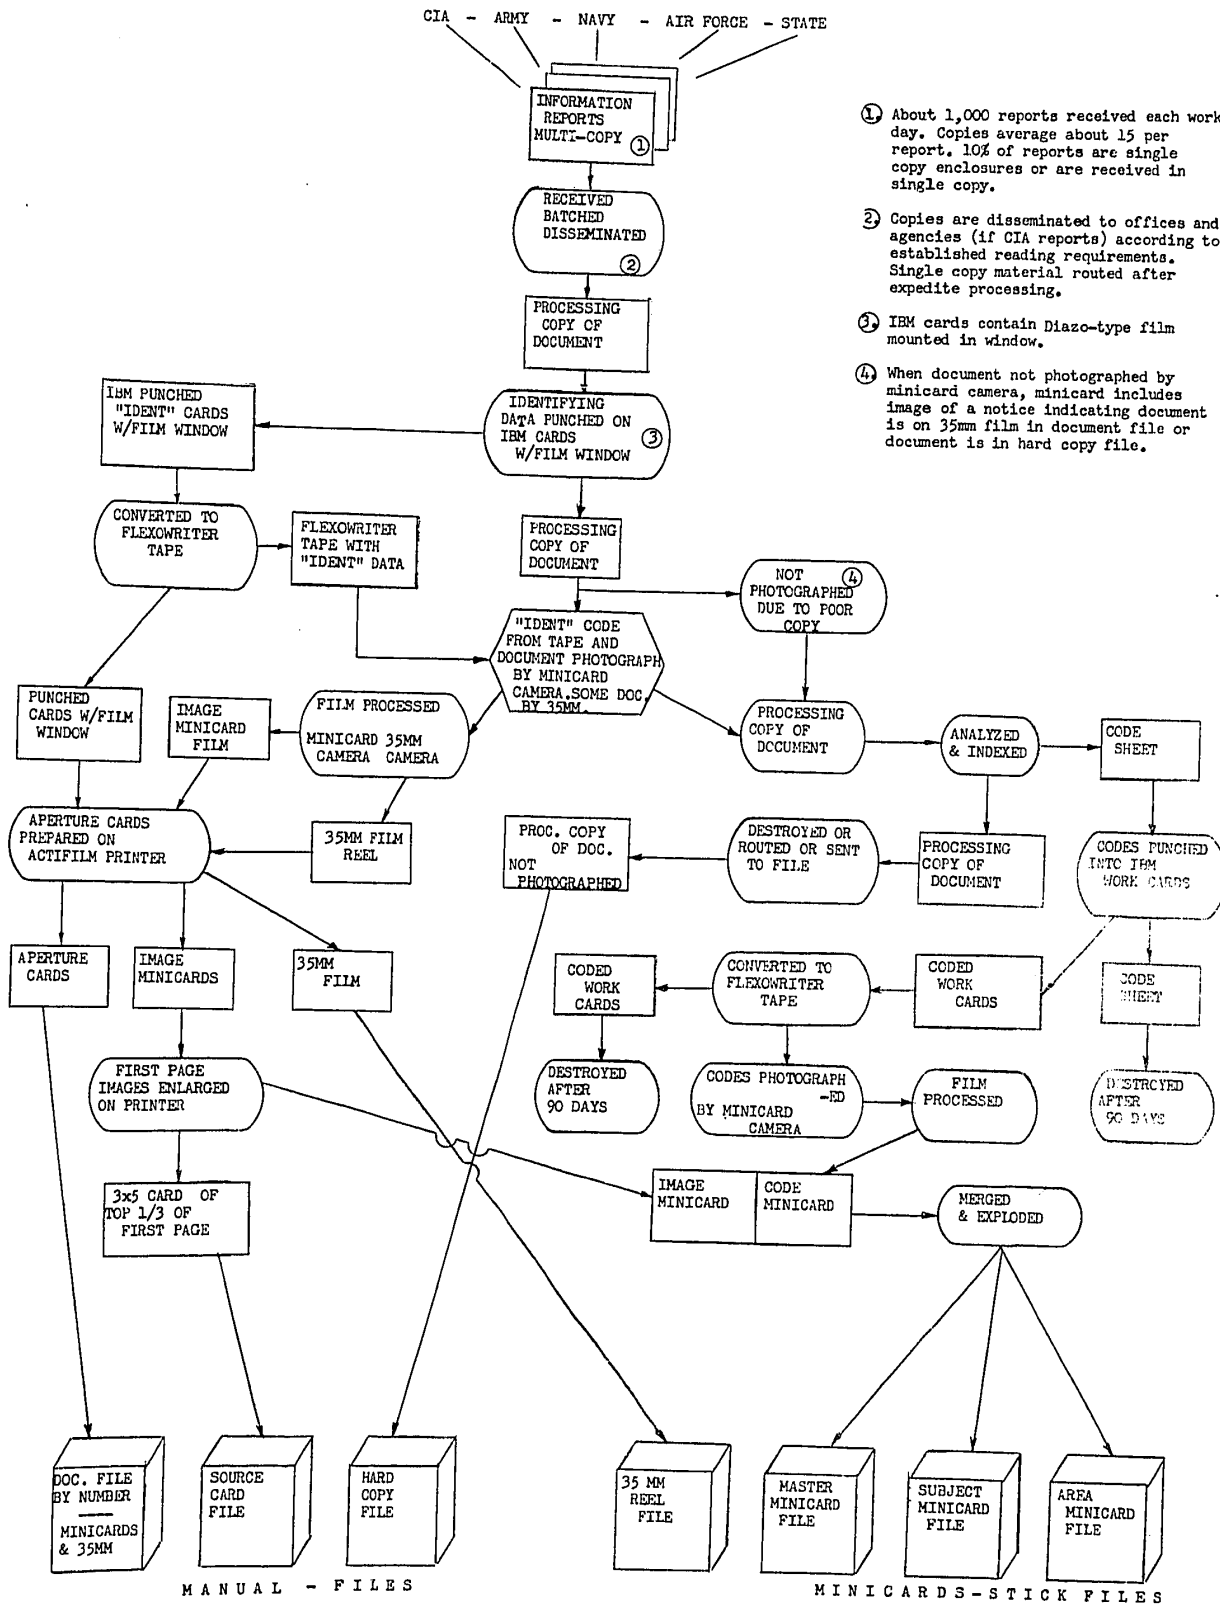 CIA - ARMY - NAVY - AIR FORCE - STATE
INFORMATION
REPORTS
MULTI-COPY 1
RECEIVED
BATCHED
DISSEMINATED
2
PROCESSING
COPY OF
DOCUMENT
IDENTIFYING
DATA PUNCHED ON
IBM CARDS 3
W/FILM WINDOW
1. About 1,000 reports received each work
day. Copies average about 15 per
report. 10% of reports are single
copy enclosures or are received in
single copy.
2. Copies are disseminated to offices and
agencies (if CIA reports) according to
established reading requirements.
Single copy material routed after
expedite processing.
3. IBM cards contain Diazo-type film
mounted in window.
4. When document not photographed by
minicard camera, minicard includes
image of a notice indicating document
is on 35mm film in document file or
document is in hard copy file.
IBM PUNCHED
"IDENT" CARDS
W/FILM WINDOW
CONVERTED TO
FLEXOWRITER
TAPE
FLEXOWRITER
TAPE WITH
"IDENT" DATA
PROCESSING
COPY OF
DOCUMENT
NOT 4
PHOTOGRAPHED
DUE TO POOR
COPY
"IDENT" CODE
FROM TAPE AND
DOCUMENT PHOTOGRAPH
BY MINICARD
CAMERA.SOME DOC.
BY 35MM.
PUNCHED
CARDS W/FILM
WINDOW
IMAGE
MINICARD
FILM
FILM PROCESSED
MINICARD 35MM
CAMERA CAMERA
PROCESSING
COPY OF
DOCUMENT
ANALYZED
& INDEXED
CODE
SHEET
APERTURE CARDS
PREPARED ON
ACTIFILM PRINTER
35MM FILM
REEL
PROC. COPY
OF DOC.
NOT
PHOTOGRAPHED
DESTROYED OR
ROUTED OR SENT
TO FILE
PROCESSING
COPY OF
DOCUMENT
CODES PUNCHED
INTO IBM
WORK CARDS
APERTURE
CARDS
IMAGE
MINICARDS
35MM
FILM
CODED
WORK
CARDS
CONVERTED TO
FLEXOWRITER
TAPE
CODED
WORK
CARDS
CODE
SHEET
FIRST PAGE
IMAGES ENLARGED
ON PRINTER
DESTROYED
AFTER
90 DAYS
CODES PHOTOGRAPH
-ED
BY MINICARD
CAMERA
FILM
PROCESSED
DESTROYED
AFTER
90 DAYS
3x5 CARD OF
TOP 1/3 OF
FIRST PAGE
IMAGE
MINICARD
CODE
MINICARD
MERGED
& EXPLODED
DOC. FILE
BY NUMBER
MINICARDS
& 35MM
SOURCE
CARD
FILE
HARD
COPY
FILE
35 MM
REEL
FILE
MASTER
MINICARD
FILE
SUBJECT
MINICARD
FILE
AREA
MINICARD
FILE
MANUAL - FILES
MINICARDS-STICK FILES